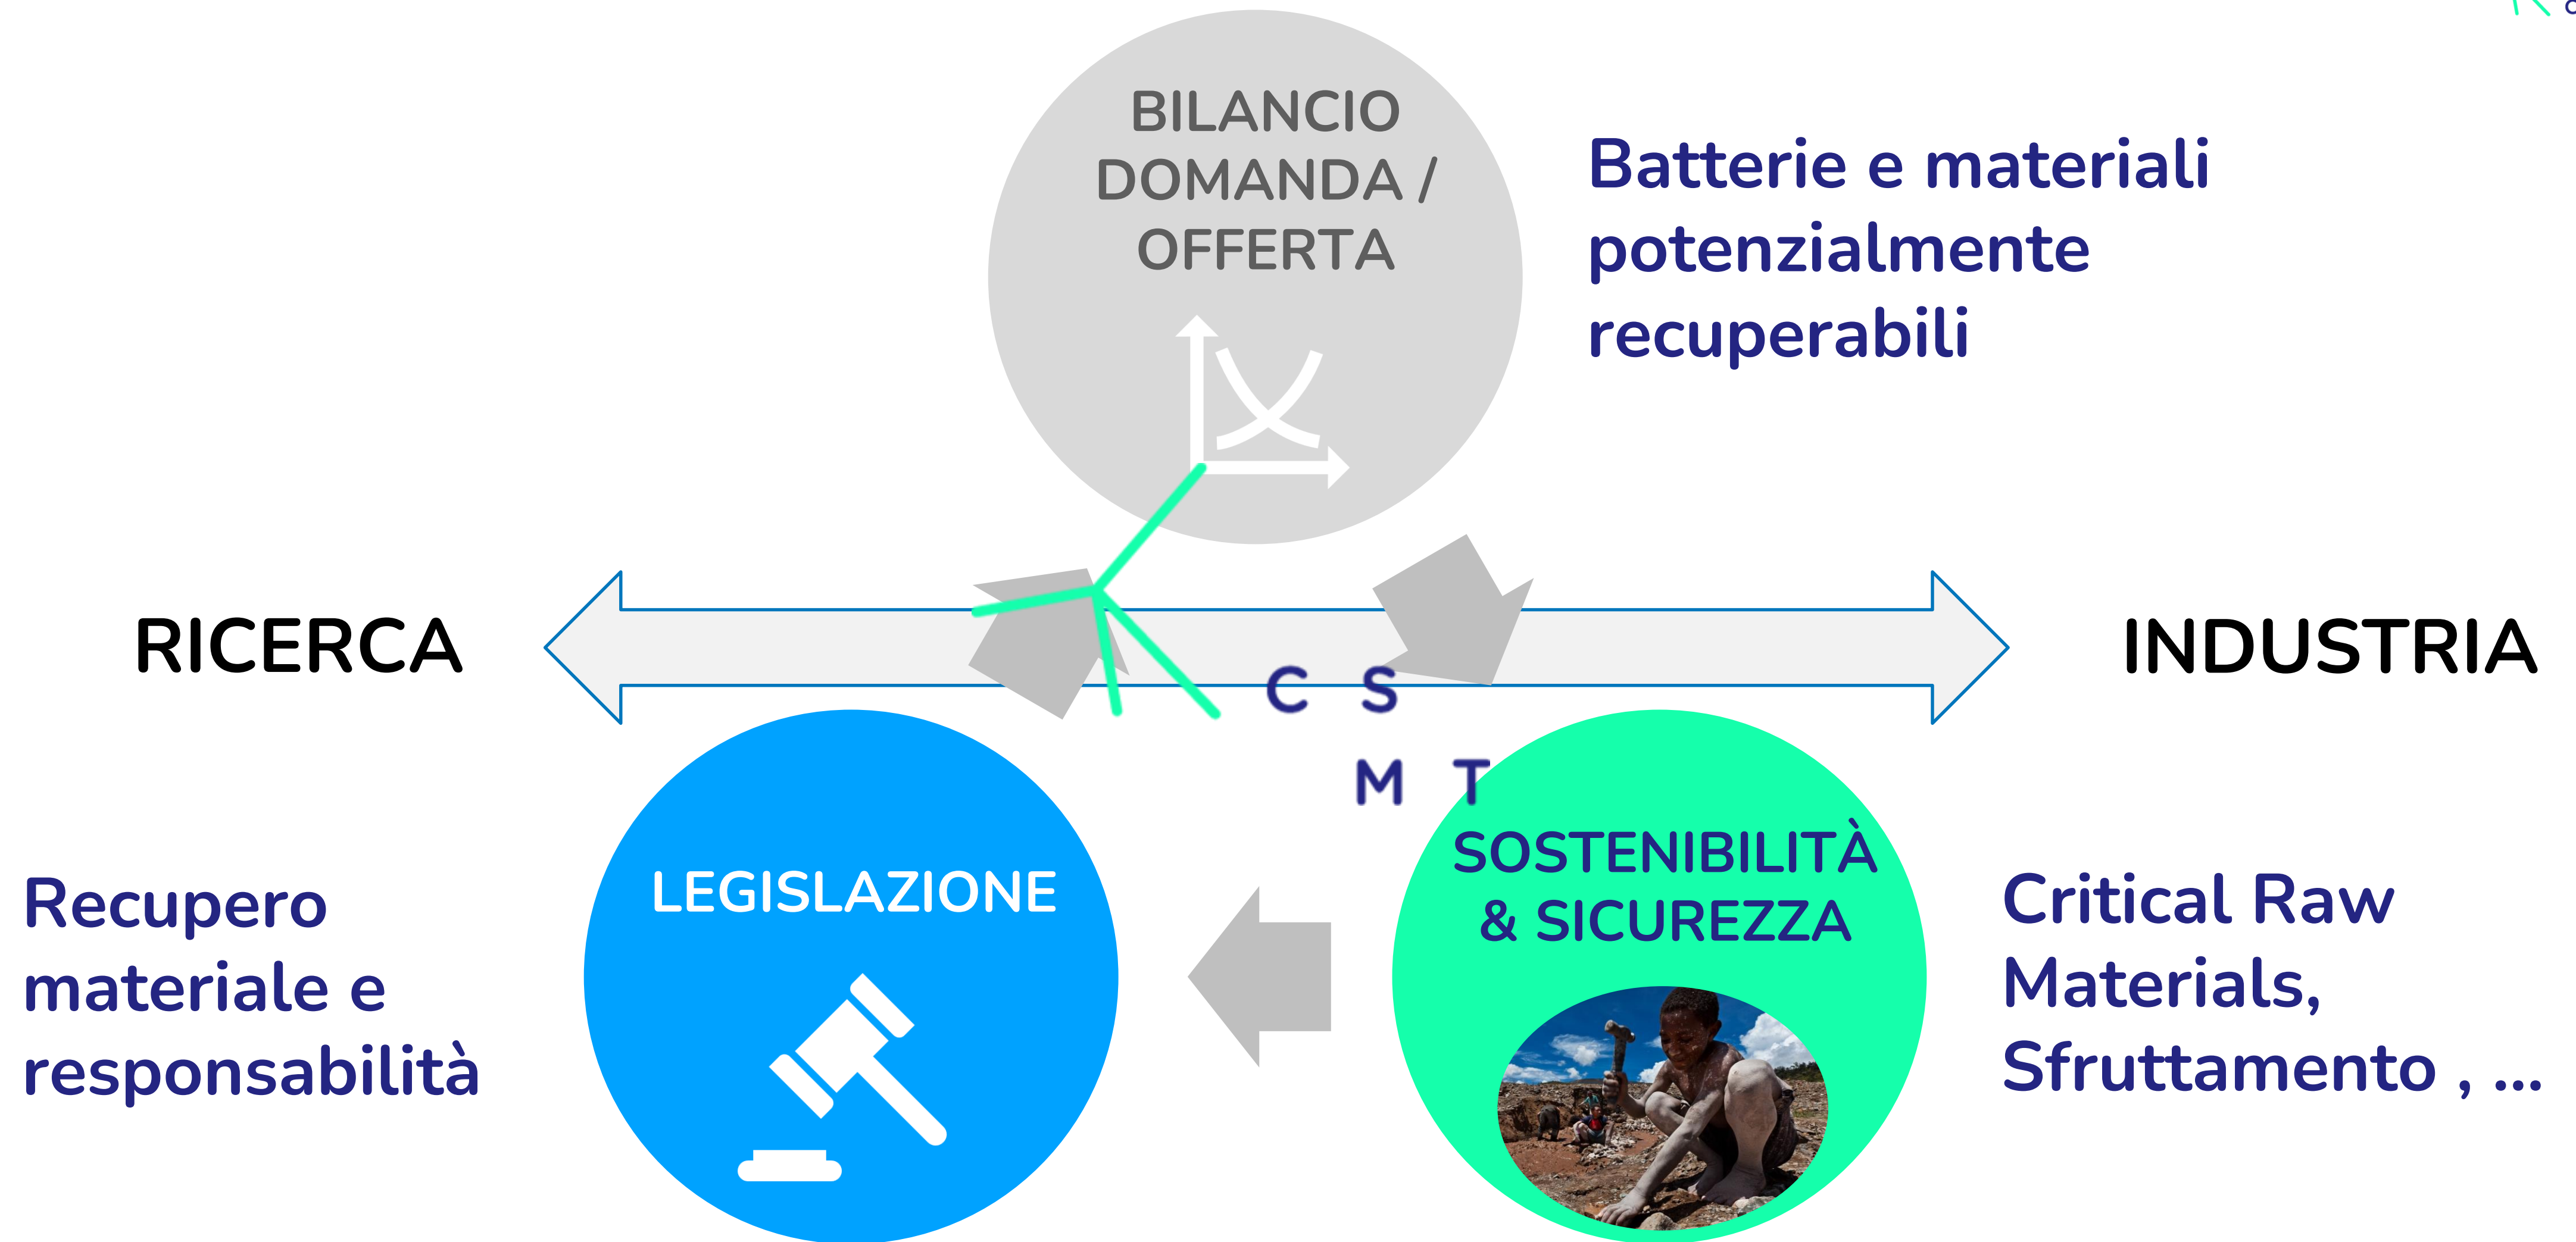 BILANCIO
DOMANDA /
OFFERTA
Batterie e materiali
potenzialmente
recuperabili
RICERCA
INDUSTRIA
C S
M T
LEGISLAZIONE
SOSTENIBILITÀ
& SICUREZZA
Recupero
materiale e
responsabilità
Critical Raw
Materials,
Sfruttamento , ...